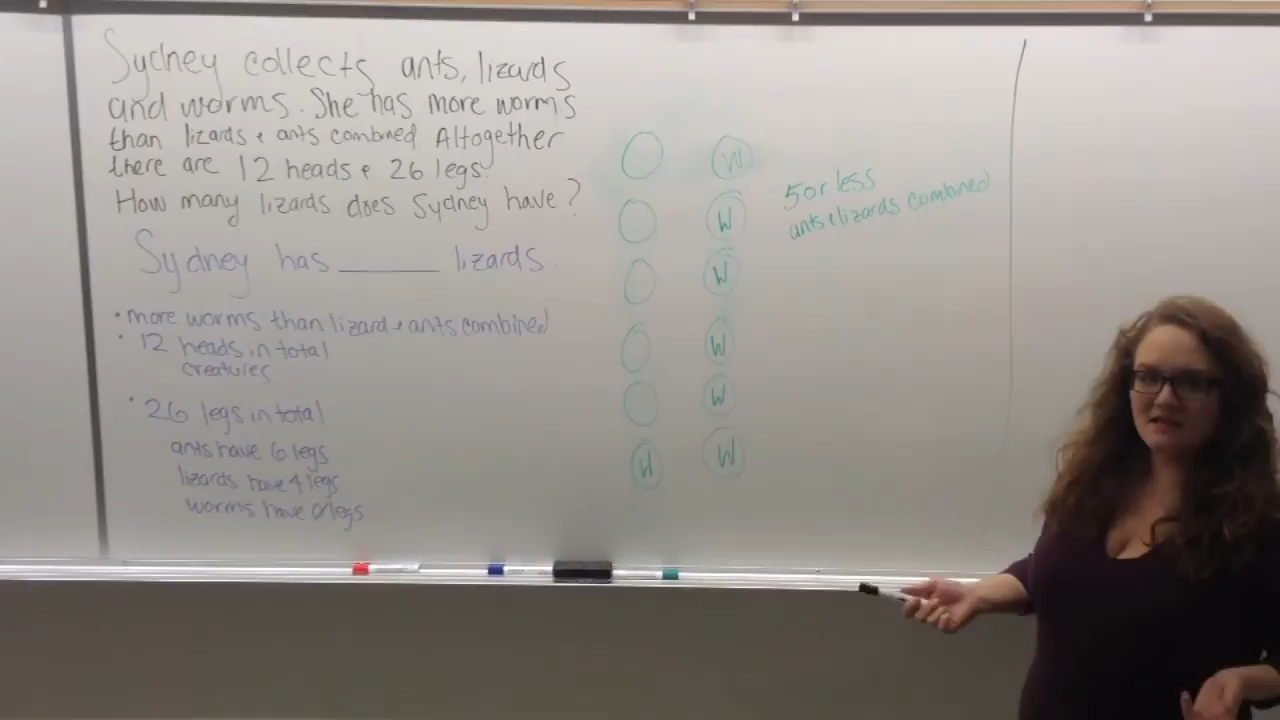 Sydney collects ants, lizards
and worms. She has more worms
than lizards + ants combined Altogether
there are 12 heads + 26 legs.
How many lizards does Sydney have?
Sydney has ______ lizards.
• more worms than lizard + ants combined
• 12 heads in total
creatures
• 26 legs in total
ants have 6 legs
lizards have 4 legs
worms have 0 legs
W
W
W
W
W
W W
5 or less
ants + lizards combined